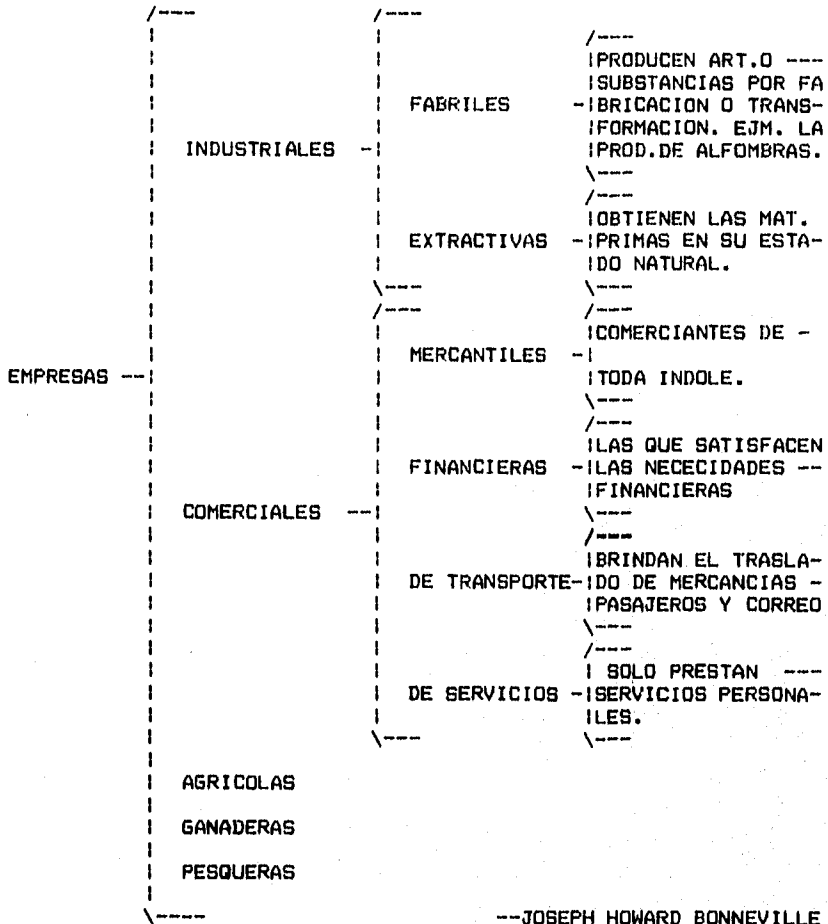 PRODUCEN ART.O ---
SUBSTANCIAS POR FA
FABRILES -BRICACION O TRANS-
FORMACION. EJM. LA
INDUSTRIALES - PROD.DE ALFOMBRAS.
OBTIENEN LAS MAT.
EXTRACTIVAS -PRIMAS EN SU ESTA-
DO NATURAL.
COMERCIANTES DE -
MERCANTILES -
EMPRESAS -- TODA INDOLE.
LAS QUE SATISFACEN
FINANCIERAS -LAS NECECIDADES --
FINANCIERAS
COMERCIALES --
BRINDAN EL TRASLA-
DE TRANSPORTE-DO DE MERCANCIAS -
PASAJEROS Y CORREO
SOLO PRESTAN ---
DE SERVICIOS -SERVICIOS PERSONA-
LES.
AGRICOLAS
GANADERAS
PESQUERAS
--JOSEPH HOWARD BONNEVILLE